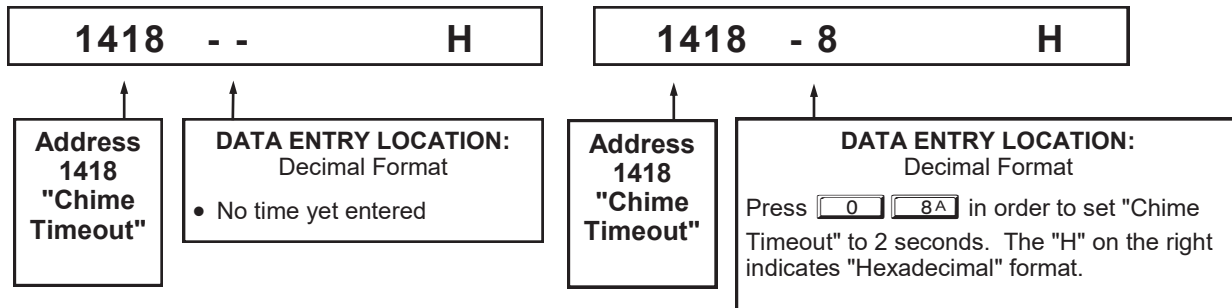 1418 - - H
Address
1418
"Chime
Timeout"
DATA ENTRY LOCATION:
Decimal Format
• No time yet entered
1418 - 8 H
Address
1418
"Chime
Timeout"
DATA ENTRY LOCATION:
Decimal Format
Press 0 8A in order to set "Chime
Timeout" to 2 seconds. The "H" on the right
indicates "Hexadecimal" format.